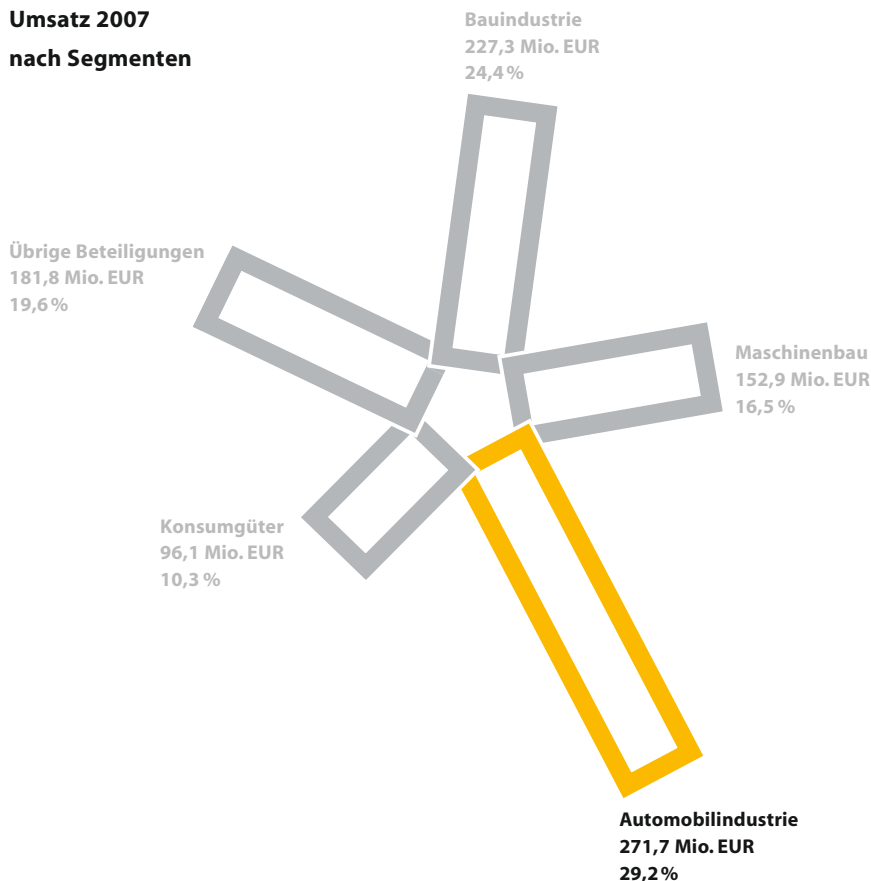 Umsatz 2007
nach Segmenten
Bauindustrie
227,3 Mio. EUR
24,4 %
Übrige Beteiligungen
181,8 Mio. EUR
19,6 %
Maschinenbau
152,9 Mio. EUR
16,5 %
Konsumgüter
96,1 Mio. EUR
10,3 %
Automobilindustrie
271,7 Mio. EUR
29,2 %